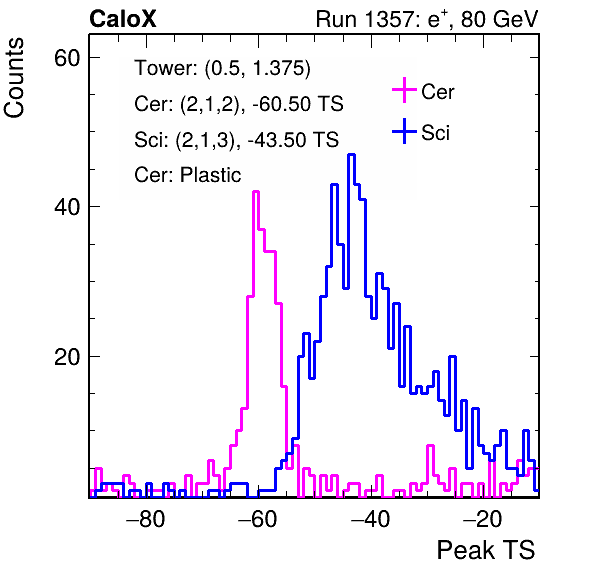 CaloX
Run 1357: e+, 80 GeV
Counts
60
40
20
Tower: (0.5, 1.375)
Cer: (2,1,2), -60.50 TS
Sci: (2,1,3), -43.50 TS
Cer: Plastic
Cer
Sci
−80
−60
−40
−20
Peak TS